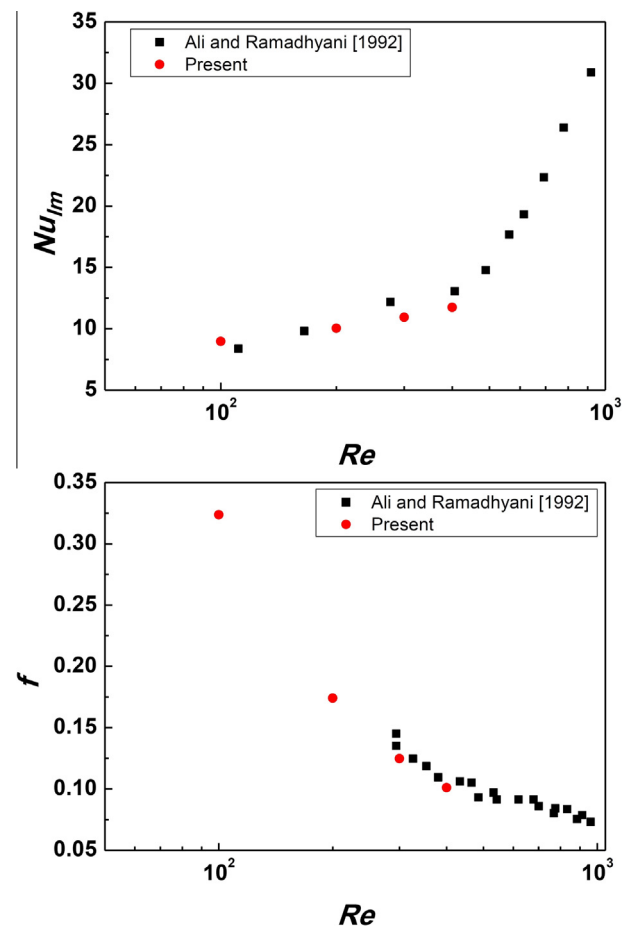 35
30
25
20
15
10
5
Nu_lm
Ali and Ramadhyani [1992]
Present
10²
10³
Re
0.35
0.30
0.25
0.20
0.15
0.10
0.05
f
Ali and Ramadhyani [1992]
Present
10²
10³
Re